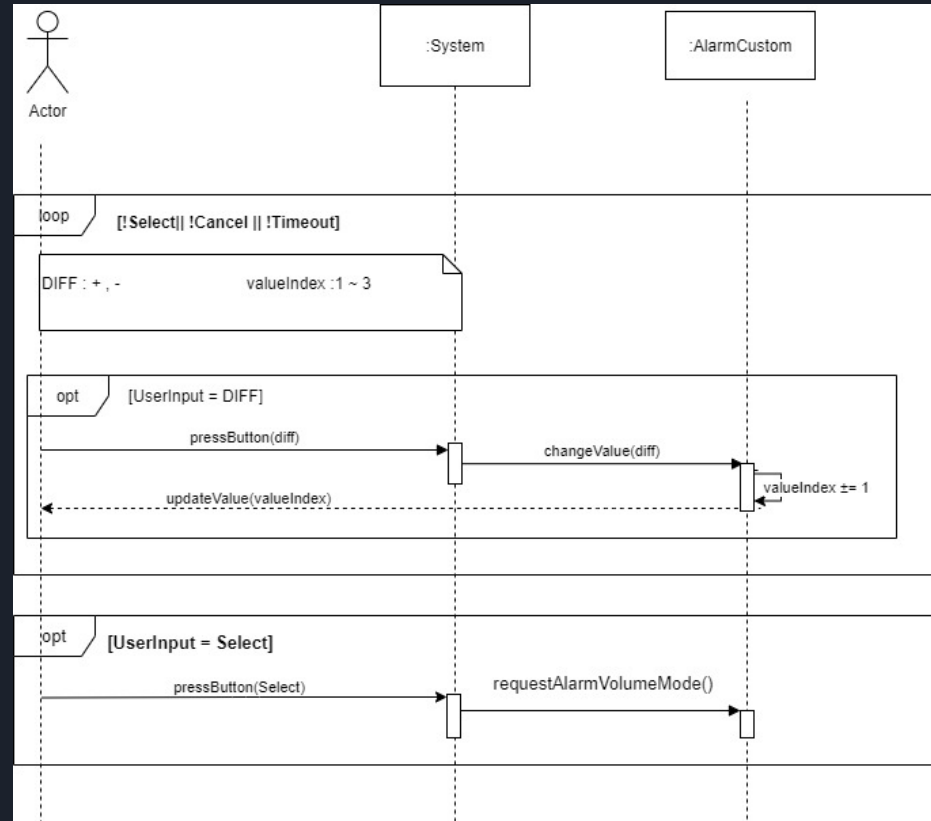 Actor
:System
:AlarmCustom
loop
[!Select|| !Cancel || !Timeout]
DIFF : + , -
valueIndex :1 ~ 3
opt
[UserInput = DIFF]
pressButton(diff)
changeValue(diff)
valueIndex ±= 1
updateValue(valueIndex)
opt
[UserInput = Select]
pressButton(Select)
requestAlarmVolumeMode()